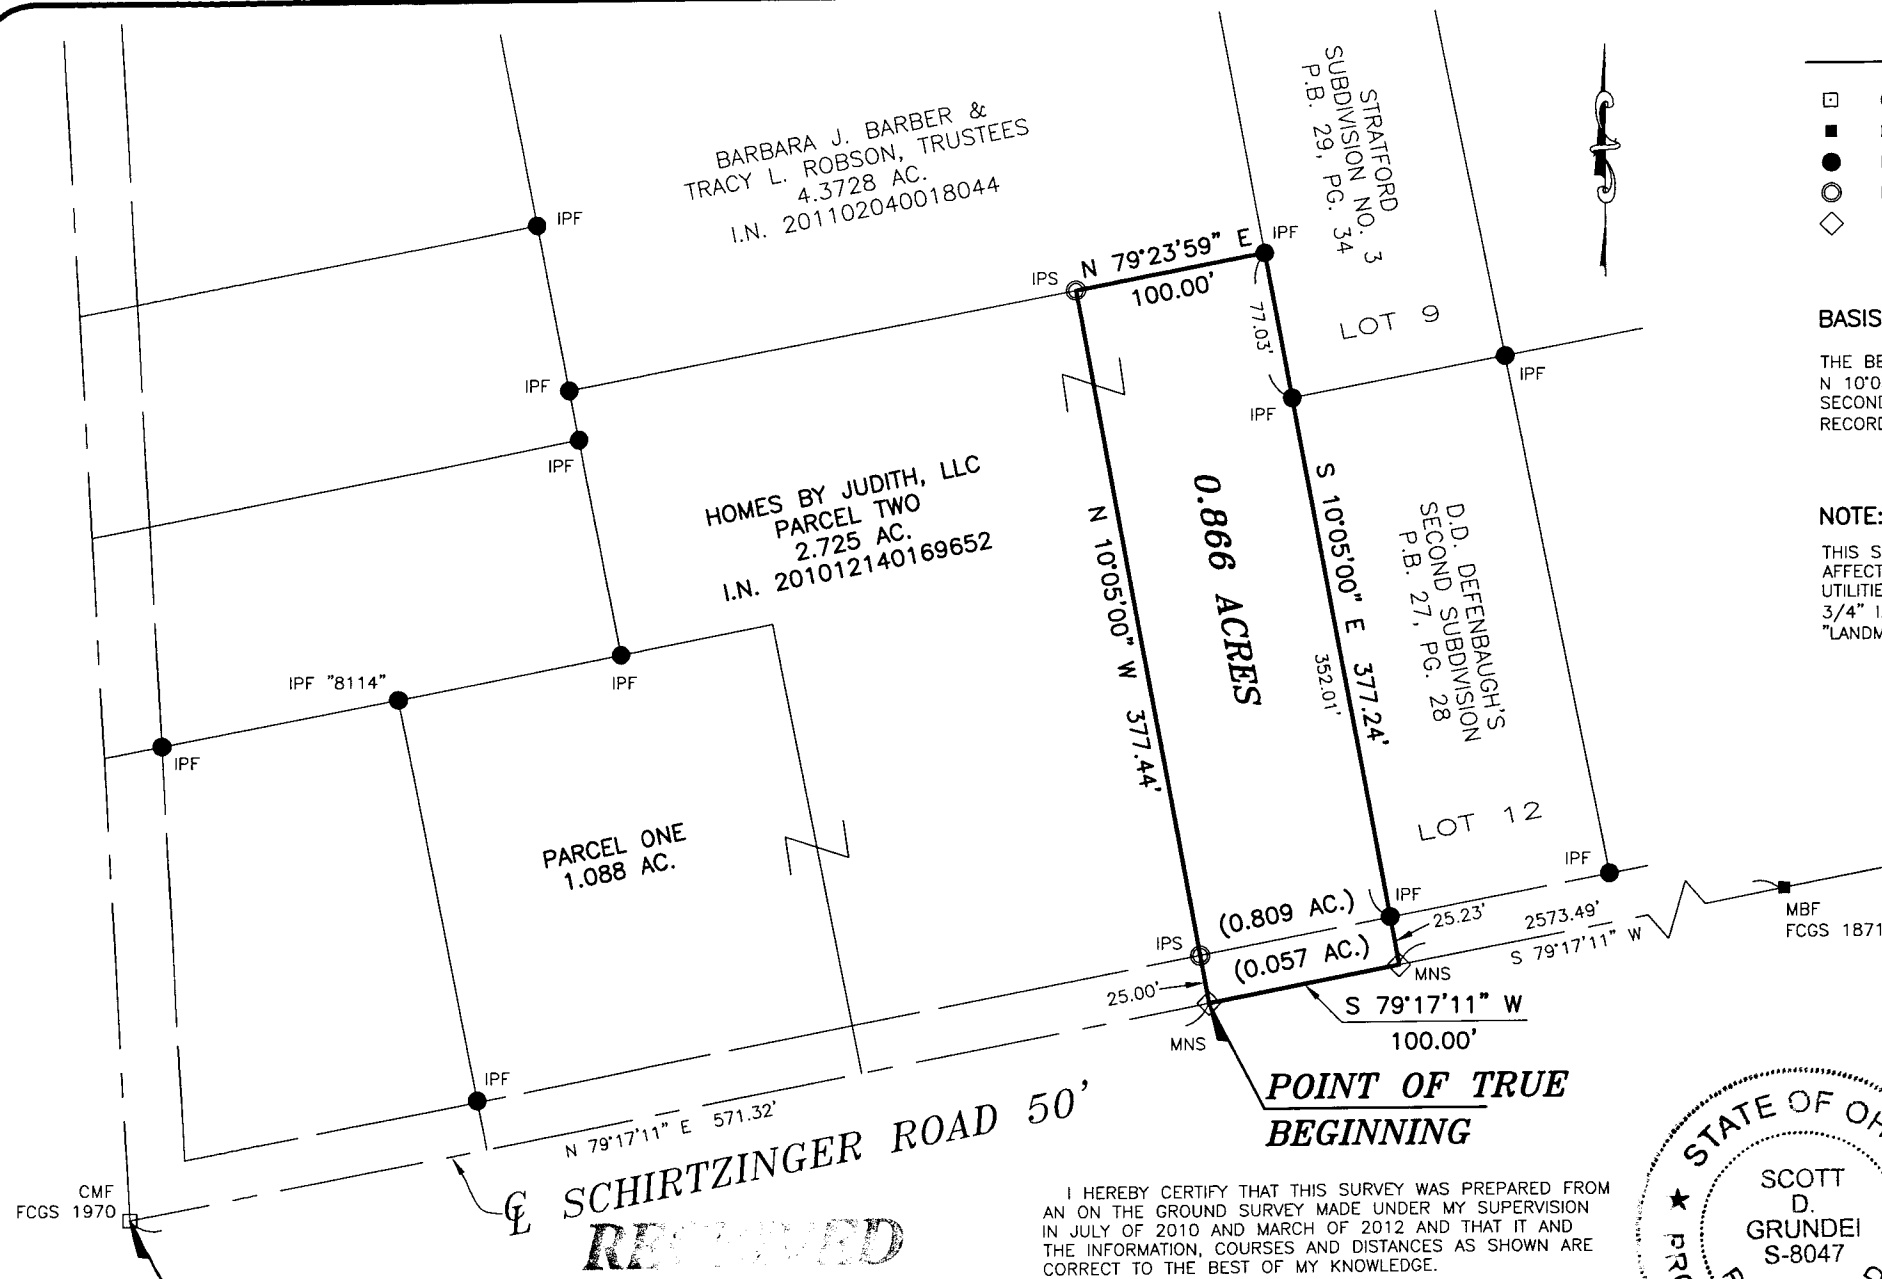 BARBARA J. BARBER &
TRACY L. ROBSON, TRUSTEES
4.3728 AC.
I.N. 201102040018044
STRATFORD
SUBDIVISION NO. 3
P.B. 29, PG. 34
LOT 9
IPF
IPS
N 79°23'59" E
100.00'
IPF
77.03'
IPF
IPF
IPF
IPF
HOMES BY JUDITH, LLC
PARCEL TWO
2.725 AC.
I.N. 201012140169652
N 10°05'00" W 377.44'
0.866 ACRES
S 10°05'00" E 377.24'
352.01'
D.D. DEFENBAUGH'S
SECOND SUBDIVISION
P.B. 27, PG. 28
LOT 12
IPF "8114"
IPF
IPF
PARCEL ONE
1.088 AC.
IPF
IPF
IPS
(0.809 AC.)
(0.057 AC.)
25.23'
2573.49'
S 79°17'11" W
MBF
FCGS 1871
25.00'
MNS
MNS
S 79°17'11" W
100.00'
POINT OF TRUE
BEGINNING
IPF
N 79°17'11" E 571.32'
℄ SCHIRTZINGER ROAD 50'
CMF
FCGS 1970
RECEIVED
I HEREBY CERTIFY THAT THIS SURVEY WAS PREPARED FROM
AN ON THE GROUND SURVEY MADE UNDER MY SUPERVISION
IN JULY OF 2010 AND MARCH OF 2012 AND THAT IT AND
THE INFORMATION, COURSES AND DISTANCES AS SHOWN ARE
CORRECT TO THE BEST OF MY KNOWLEDGE.
BASIS
THE BE
N 10°0
SECOND
RECORD
NOTE:
THIS S
AFFECT
UTILITIE
3/4" I
"LANDM
STATE OF OH
SCOTT
D.
GRUNDEI
S-8047
PRO